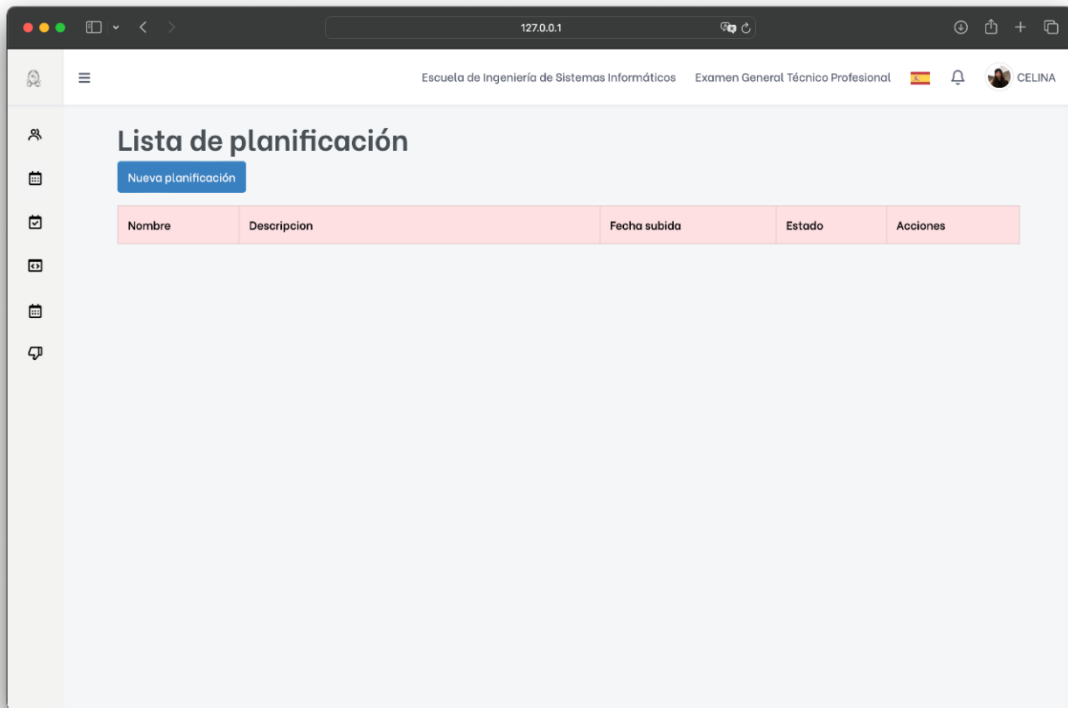 127.0.0.1
Escuela de Ingeniería de Sistemas Informáticos Examen General Técnico Profesional CELINA
Lista de planificación
Nueva planificación
Nombre Descripcion Fecha subida Estado Acciones